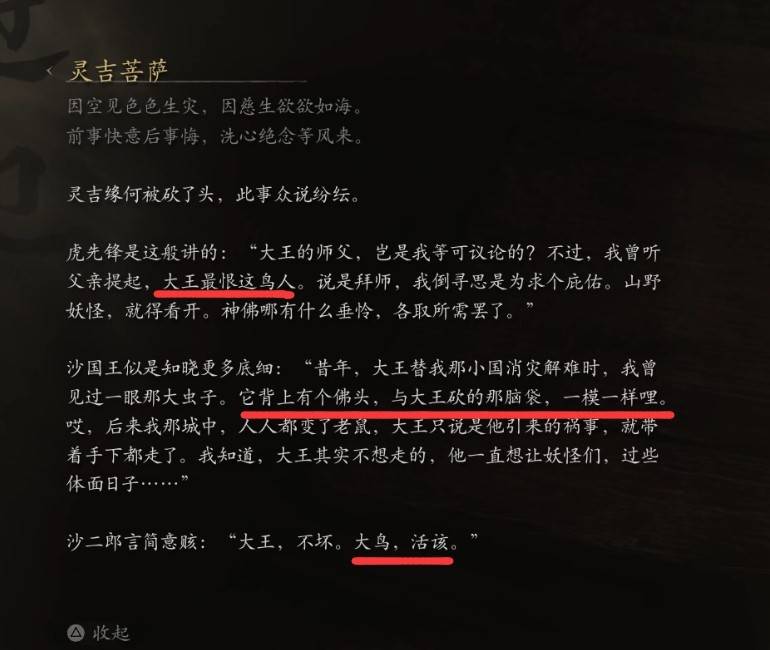 灵吉菩萨
因空见色色生灾，因慈生欲欲如海。
前事快意后事悔，洗心绝念等风来。
灵吉缘何被砍了头，此事众说纷纭。
虎先锋是这般讲的：“大王的师父，岂是我等可议论的？不过，我曾听
父亲提起，大王最恨这鸟人。说是拜师，我倒寻思是为求个庇佑。山野
妖怪，就得看开。神佛哪有什么垂怜，各取所需罢了。”
沙国王似是知晓更多底细：“昔年，大王替我那小国消灾解难时，我曾
见过一眼那大虫子。它背上有个佛头，与大王砍的那脑袋，一模一样哩。
哎，后来我那城中，人人都变了老鼠，大王只说是他引来的祸事，就带
着手下都走了。我知道，大王其实不想走的，他一直想让妖怪们，过些
体面日子……”
沙二郎言简意赅：“大王，不坏。大鸟，活该。”
收起